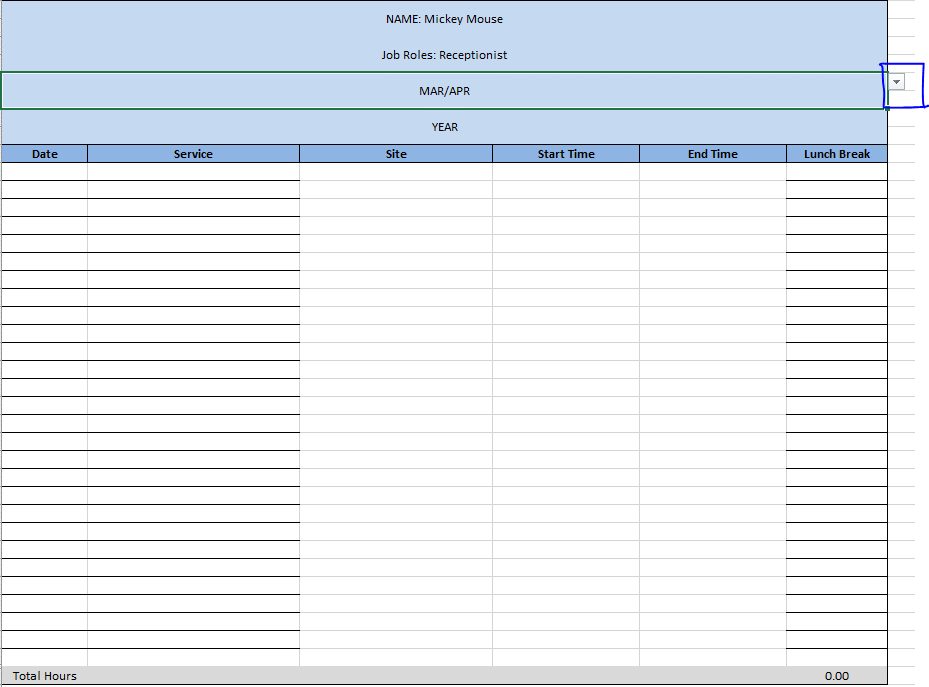 NAME: Mickey Mouse
Job Roles: Receptionist
MAR/APR
YEAR
Date Service Site Start Time End Time Lunch Break
Total Hours 0.00